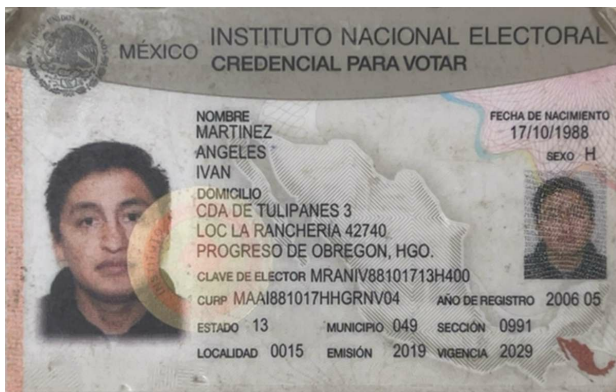 MÉXICO INSTITUTO NACIONAL ELECTORAL
CREDENCIAL PARA VOTAR
NOMBRE
MARTINEZ
ANGELES
IVAN
FECHA DE NACIMIENTO
17/10/1988
SEXO H
DOMICILIO
CDA DE TULIPANES 3
LOC LA RANCHERIA 42740
PROGRESO DE OBREGON, HGO.
CLAVE DE ELECTOR MRANIV88101713H400
CURP MAAI881017HHGRNV04 AÑO DE REGISTRO 2006 05
ESTADO 13 MUNICIPIO 049 SECCIÓN 0991
LOCALIDAD 0015 EMISIÓN 2019 VIGENCIA 2029